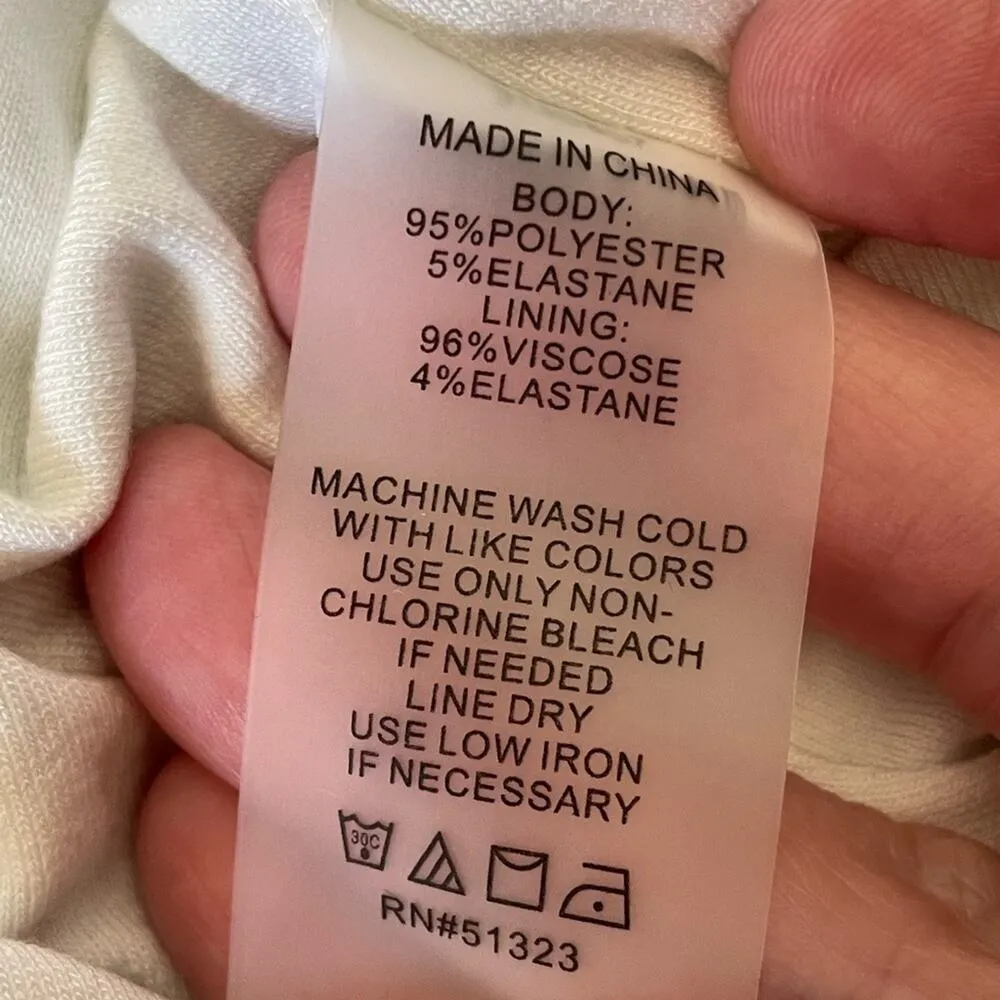 MADE IN CHINA
BODY:
95%POLYESTER
5%ELASTANE
LINING:
96%VISCOSE
4%ELASTANE
MACHINE WASH COLD
WITH LIKE COLORS
USE ONLY NON-
CHLORINE BLEACH
IF NEEDED
LINE DRY
USE LOW IRON
IF NECESSARY
30C
RN#51323